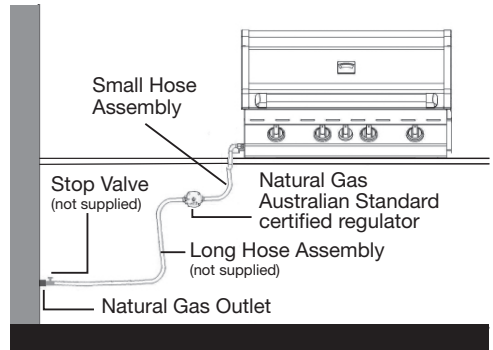 Small Hose
Assembly
Stop Valve
(not supplied)
Natural Gas
Australian Standard
certified regulator
Long Hose Assembly
(not supplied)
Natural Gas Outlet